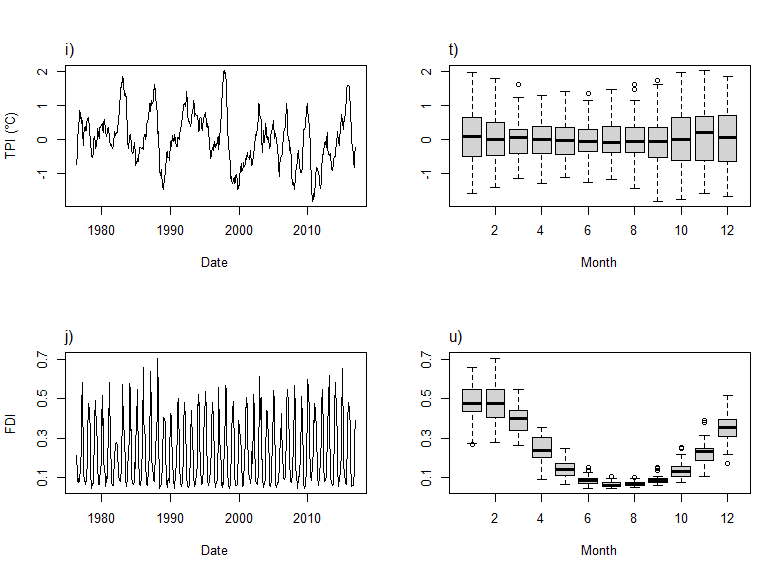 i)
TPI (°C)
2
1
0
-1
1980 1990 2000 2010
Date
t)
2
1
0
-1
2 4 6 8 10 12
Month
j)
FDI
0.7
0.5
0.3
0.1
1980 1990 2000 2010
Date
u)
0.7
0.5
0.3
0.1
2 4 6 8 10 12
Month